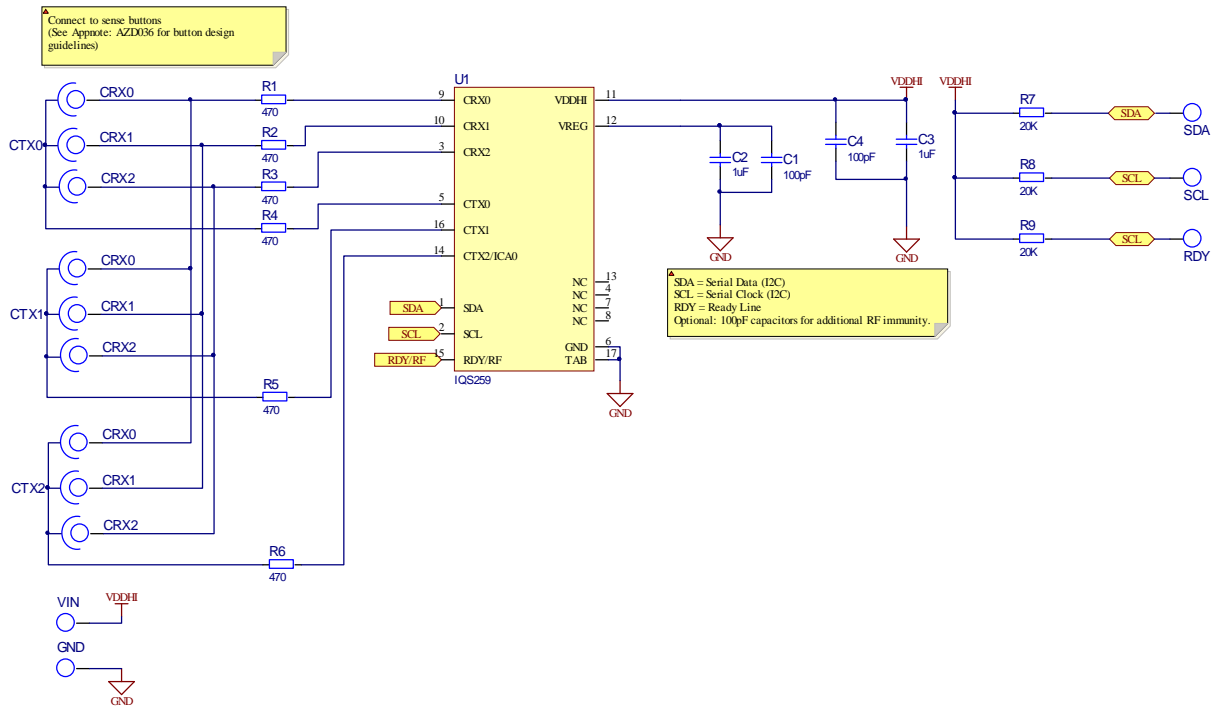 Connect to sense buttons
(See Appnote: AZD036 for button design
guidelines)
CTX0
CRX0
CRX1
CRX2
R1
470
R2
470
R3
470
R4
470
CTX1
CRX0
CRX1
CRX2
R5
470
CTX2
CRX0
CRX1
CRX2
R6
470
VIN
VDDHI
GND
GND
U1
9 CRX0
10 CRX1
3 CRX2
5 CTX0
16 CTX1
14 CTX2/ICA0
SDA 1 SDA
SCL 2 SCL
RDY/RF 15 RDY/RF
VDDHI 11
VREG 12
NC 13
NC 4
NC 7
NC 8
GND 6
TAB 17
IQS259
GND
C2
1uF
C1
100pF
GND
C4
100pF
VDDHI
C3
1uF
GND
SDA = Serial Data (I2C)
SCL = Serial Clock (I2C)
RDY = Ready Line
Optional: 100pF capacitors for additional RF immunity.
VDDHI
R7
20K
SDA
SDA
R8
20K
SCL
SCL
R9
20K
SCL
RDY